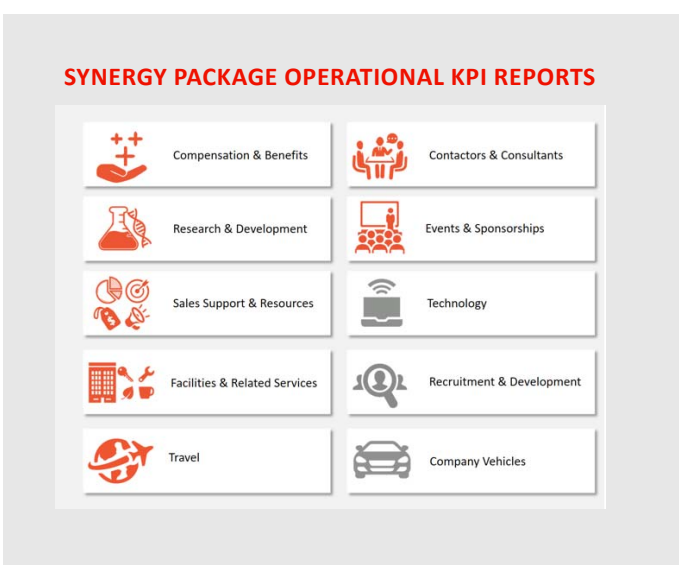 SYNERGY PACKAGE OPERATIONAL KPI REPORTS
Compensation & Benefits
Contactors & Consultants
Research & Development
Events & Sponsorships
Sales Support & Resources
Technology
Facilities & Related Services
Recruitment & Development
Travel
Company Vehicles